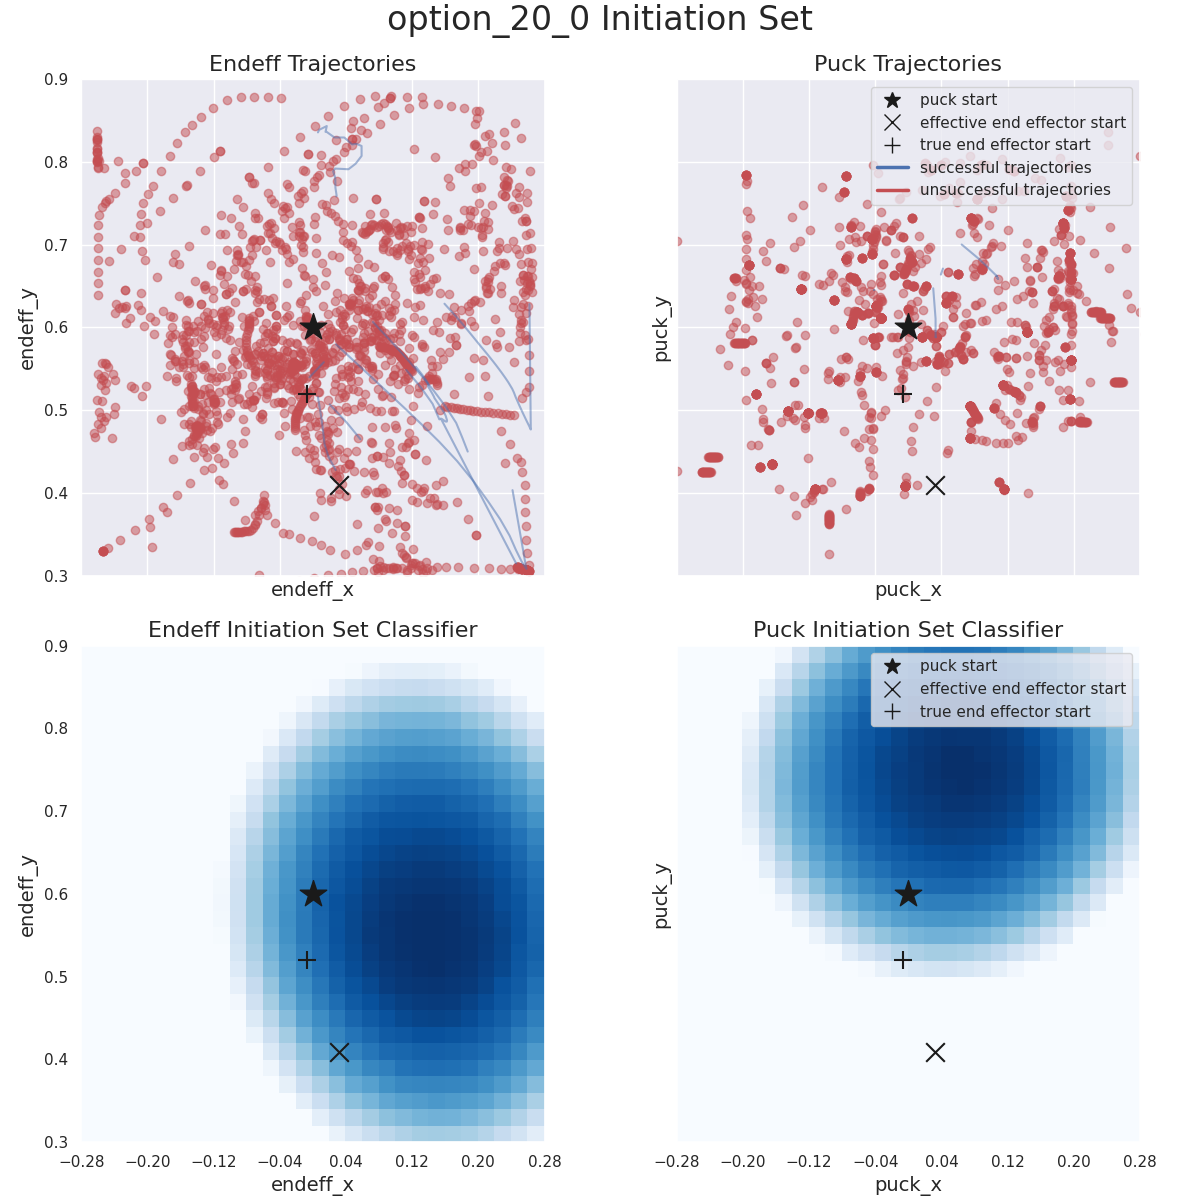 option_20_0 Initiation Set
Endeff Trajectories
Puck Trajectories
0.9
0.8
0.7
0.6
0.5
0.4
0.3
endeff_y
endeff_x
puck_y
puck_x
puck start
effective end effector start
true end effector start
successful trajectories
unsuccessful trajectories
Endeff Initiation Set Classifier
Puck Initiation Set Classifier
0.9
0.8
0.7
0.6
0.5
0.4
0.3
endeff_y
−0.28 −0.20 −0.12 −0.04 0.04 0.12 0.20 0.28
endeff_x
puck_y
puck start
effective end effector start
true end effector start
−0.28 −0.20 −0.12 −0.04 0.04 0.12 0.20 0.28
puck_x